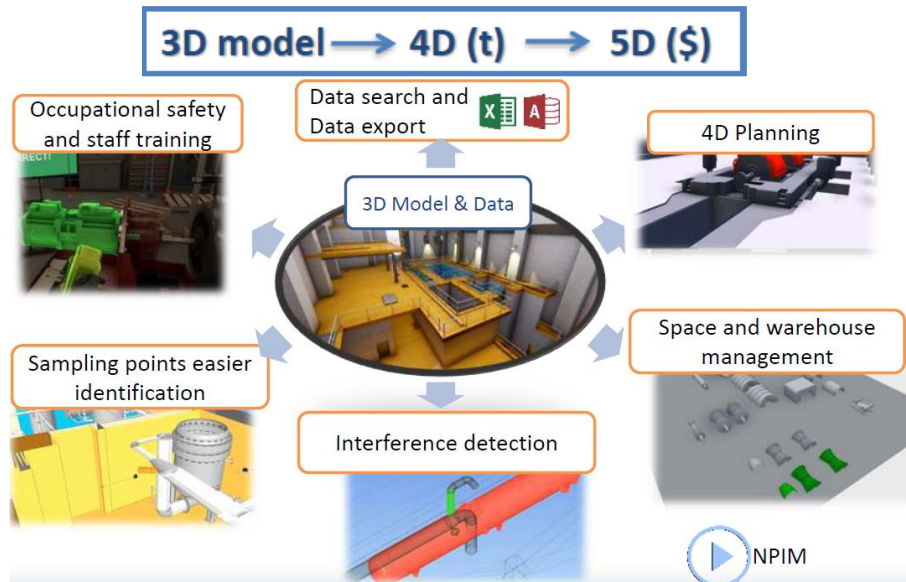 3D model → 4D (t) → 5D ($)
Occupational safety
and staff training
RRECT!
Data search and
Data export
X
A
4D Planning
3D Model & Data
Sampling points easier
identification
Interference detection
Space and warehouse
management
NPIM